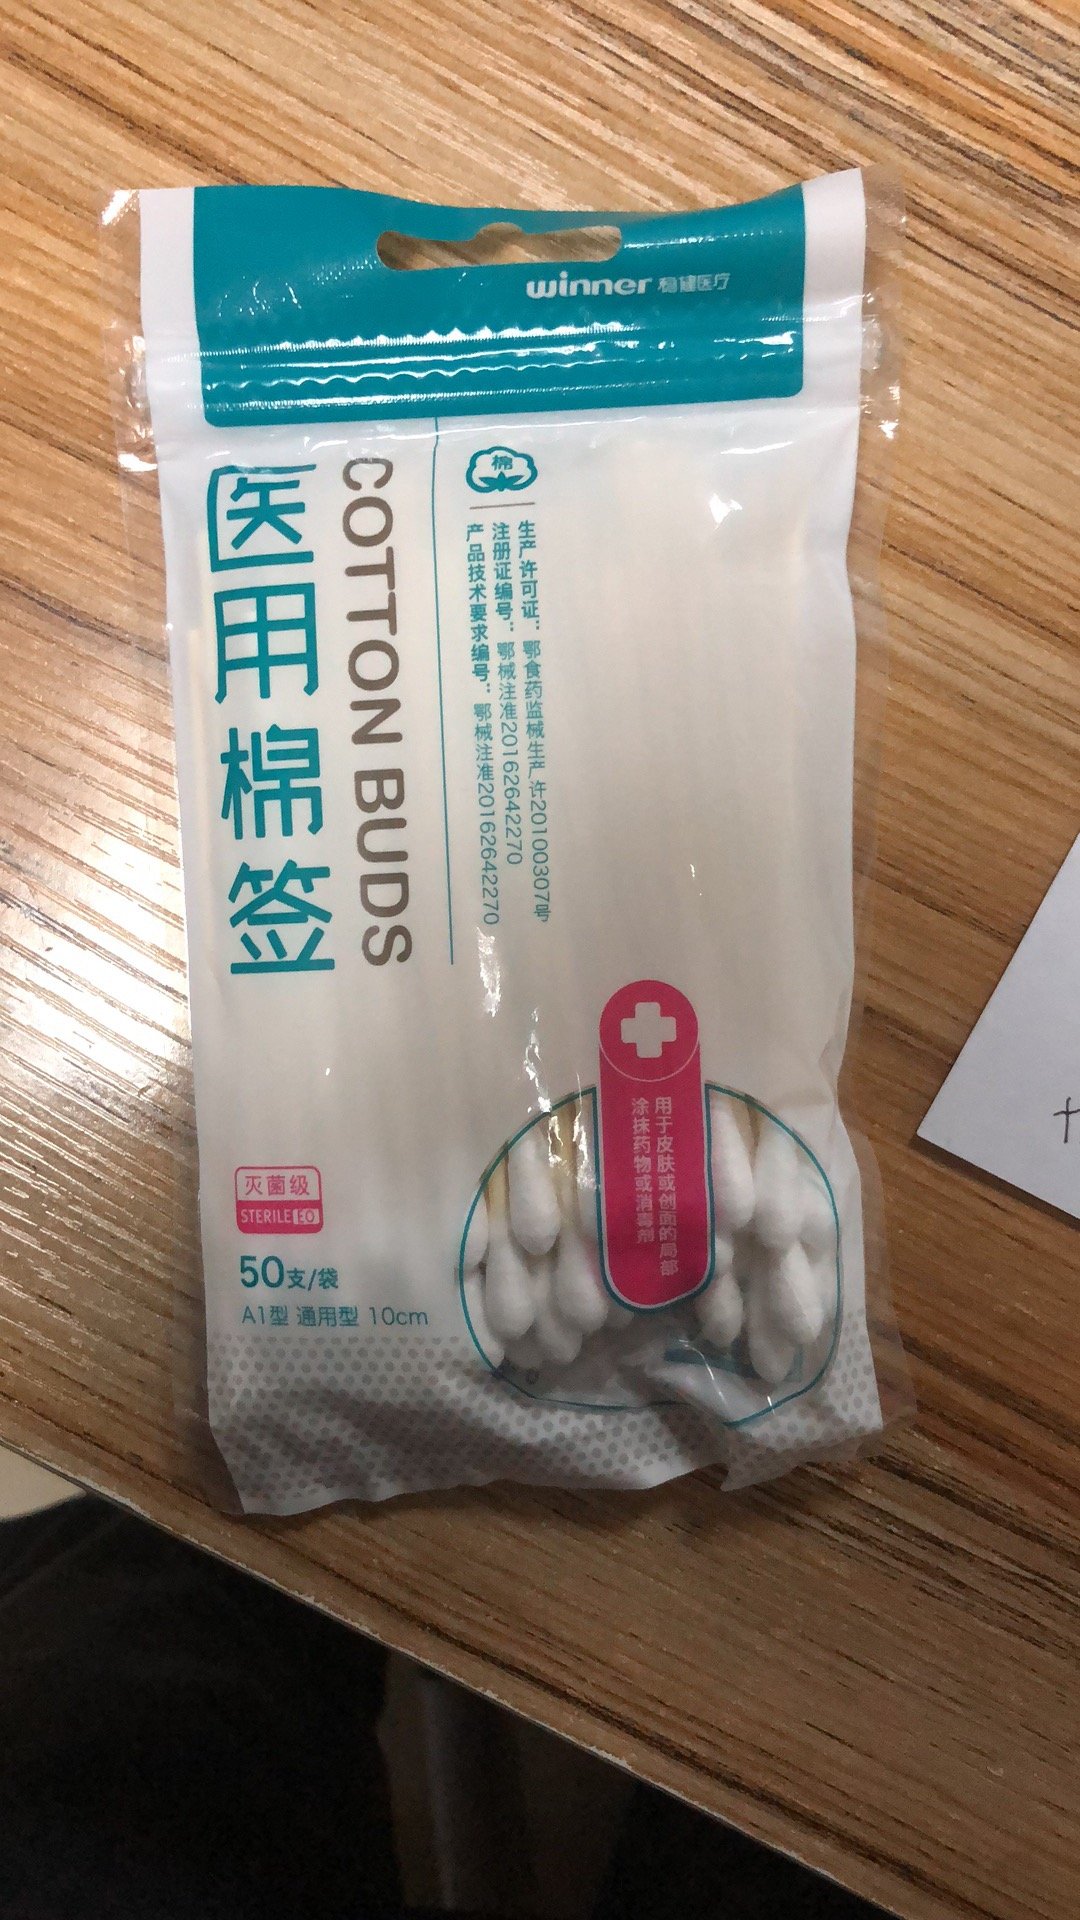 winner 稳健医疗
医用棉签
COTTON BUDS
棉
生产许可证：鄂食药监械生产许20100307号
注册证编号：鄂械注准20162642270
产品技术要求编号：鄂械注准20162642270
用于皮肤或创面的局部
涂抹药物或消毒剂
灭菌级
STERILE EO
50支/袋
A1型 通用型 10cm